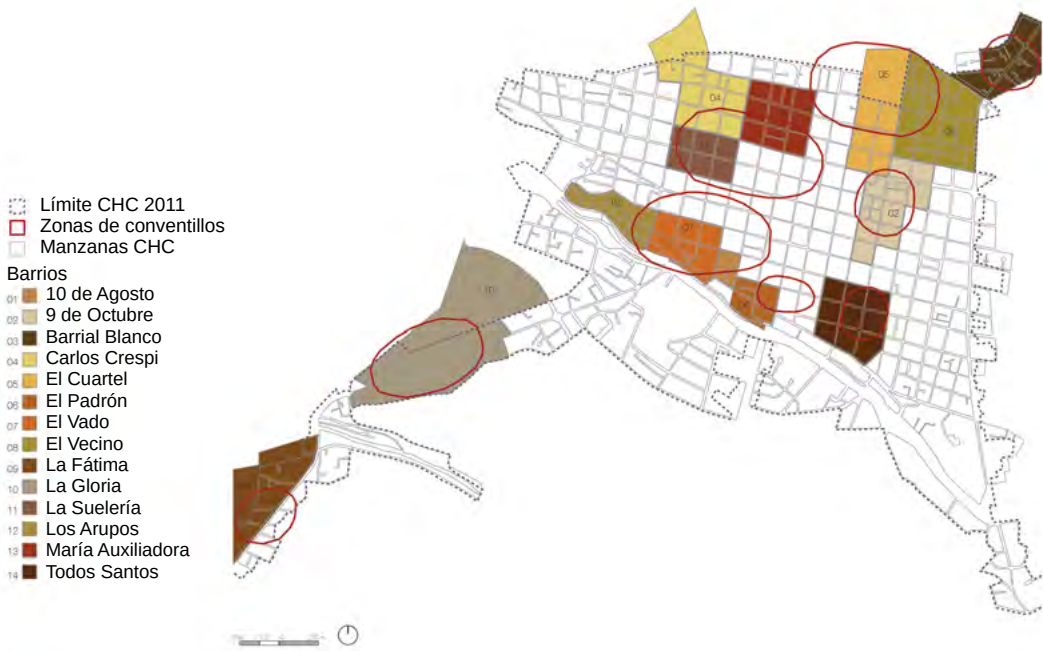 Límite CHC 2011
Zonas de conventillos
Manzanas CHC
Barrios
01 10 de Agosto
02 9 de Octubre
03 Barrial Blanco
04 Carlos Crespi
05 El Cuartel
06 El Padrón
07 El Vado
08 El Vecino
09 La Fátima
10 La Gloria
11 La Suelería
12 Los Arupos
13 María Auxiliadora
14 Todos Santos
04
05
02
07